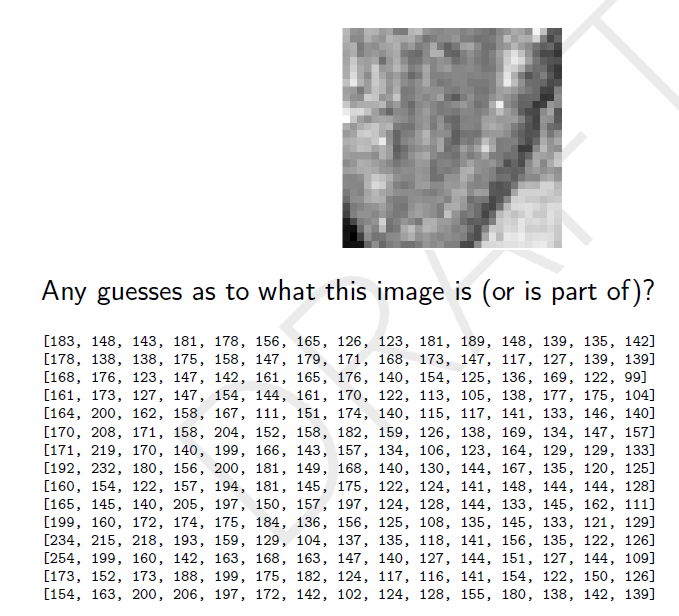 Any guesses as to what this image is (or is part of)?
[183, 148, 143, 181, 178, 156, 165, 126, 123, 181, 189, 148, 139, 135, 142]
[178, 138, 138, 175, 158, 147, 179, 171, 168, 173, 147, 117, 127, 139, 139]
[168, 176, 123, 147, 142, 161, 165, 176, 140, 154, 125, 136, 169, 122, 99]
[161, 173, 127, 147, 154, 144, 161, 170, 122, 113, 105, 138, 177, 175, 104]
[164, 200, 162, 158, 167, 111, 151, 174, 140, 115, 117, 141, 133, 146, 140]
[170, 208, 171, 158, 204, 152, 158, 182, 159, 126, 138, 169, 134, 147, 157]
[171, 219, 170, 140, 199, 166, 143, 157, 134, 106, 123, 164, 129, 129, 133]
[192, 232, 180, 156, 200, 181, 149, 168, 140, 130, 144, 167, 135, 120, 125]
[160, 154, 122, 157, 194, 181, 145, 175, 122, 124, 141, 148, 144, 144, 128]
[165, 145, 140, 205, 197, 150, 157, 197, 124, 128, 144, 133, 145, 162, 111]
[199, 160, 172, 174, 175, 184, 136, 156, 125, 108, 135, 145, 133, 121, 129]
[234, 215, 218, 193, 159, 129, 104, 137, 135, 118, 141, 156, 135, 122, 126]
[254, 199, 160, 142, 163, 168, 163, 147, 140, 127, 144, 151, 127, 144, 109]
[173, 152, 173, 188, 199, 175, 182, 124, 117, 116, 141, 154, 122, 150, 126]
[154, 163, 200, 206, 197, 172, 142, 102, 124, 128, 155, 180, 138, 142, 139]
DRAFT